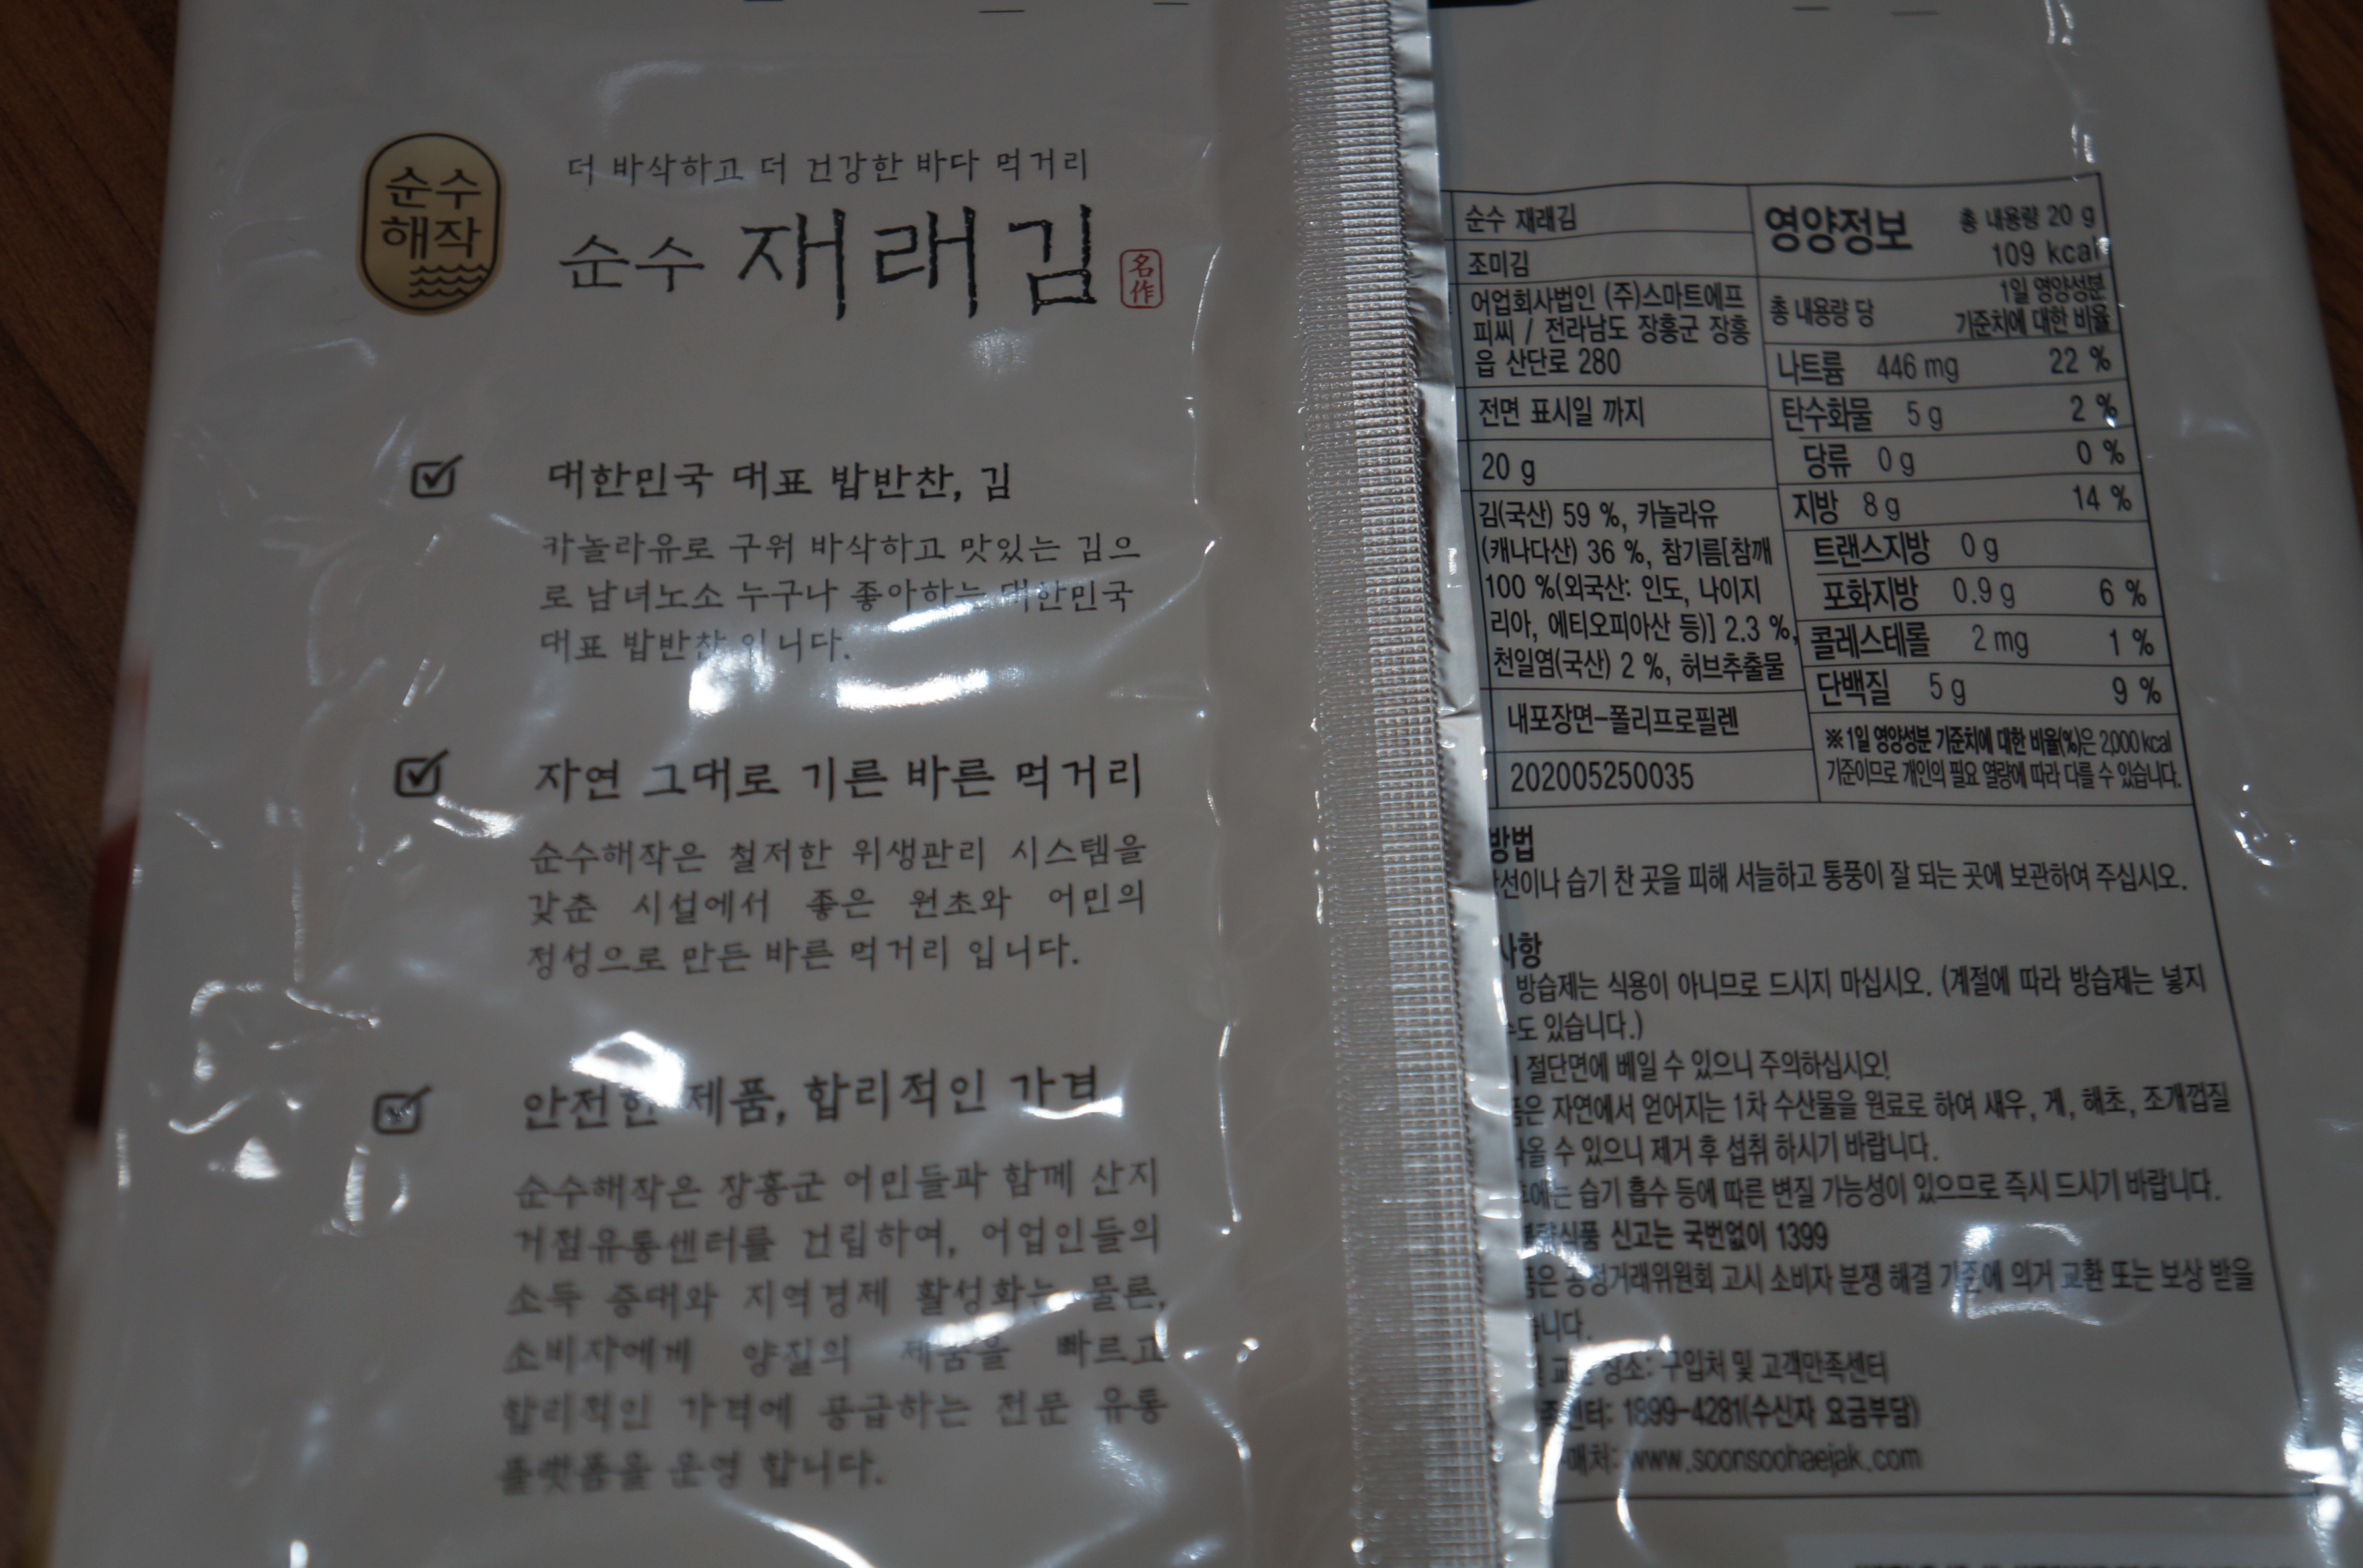 순수
해작
더 바삭하고 더 건강한 바다 먹거리
순수 재래김
名作
대한민국 대표 밥반찬, 김
카놀라유로 구워 바삭하고 맛있는 김으
로 남녀노소 누구나 좋아하는 대한민국
대표 밥반찬 입니다.
자연 그대로 기른 바른 먹거리
순수해작은 철저한 위생관리 시스템을
갖춘 시설에서 좋은 원초와 어민의
정성으로 만든 바른 먹거리 입니다.
안전한 제품, 합리적인 가격
순수해작은 장흥군 어민들과 함께 산지
거점유통센터를 건립하여, 어업인들의
소득 증대와 지역경제 활성화는 물론,
소비자에게 양질의 제품을 빠르고
합리적인 가격에 공급하는 전문 유통
플랫폼을 운영 합니다.
순수 재래김
조미김
어업회사법인 (주)스마트에프
피씨 / 전라남도 장흥군 장흥
읍 산단로 280
전면 표시일 까지
20 g
김(국산) 59 %, 카놀라유
(캐나다산) 36 %, 참기름[참깨
100 %(외국산: 인도, 나이지
리아, 에티오피아산 등)] 2.3 %,
천일염(국산) 2 %, 허브추출물
내포장면-폴리프로필렌
202005250035
영양정보 총 내용량 20 g
109 kcal
총 내용량 당 1일 영양성분
기준치에 대한 비율
나트륨 446 mg 22 %
탄수화물 5 g 2 %
당류 0 g 0 %
지방 8 g 14 %
트랜스지방 0 g
포화지방 0.9 g 6 %
콜레스테롤 2 mg 1 %
단백질 5 g 9 %
※1일 영양성분 기준치에 대한 비율(%)은 2,000 kcal
기준이므로 개인의 필요 열량에 따라 다를 수 있습니다.
방법
선이나 습기 찬 곳을 피해 서늘하고 통풍이 잘 되는 곳에 보관하여 주십시오.
사항
방습제는 식용이 아니므로 드시지 마십시오. (계절에 따라 방습제는 넣지
수도 있습니다.)
절단면에 베일 수 있으니 주의하십시오!
품은 자연에서 얻어지는 1차 수산물을 원료로 하여 새우, 게, 해초, 조개껍질
나올 수 있으니 제거 후 섭취 하시기 바랍니다.
후에는 습기 흡수 등에 따른 변질 가능성이 있으므로 즉시 드시기 바랍니다.
식품 신고는 국번없이 1399
품은 공정거래위원회 고시 소비자 분쟁 해결 기준에 의거 교환 또는 보상 받을
니다.
장소: 구입처 및 고객만족센터
센터: 1899-4281(수신자 요금부담)
매처: www.soonsoohaejak.com